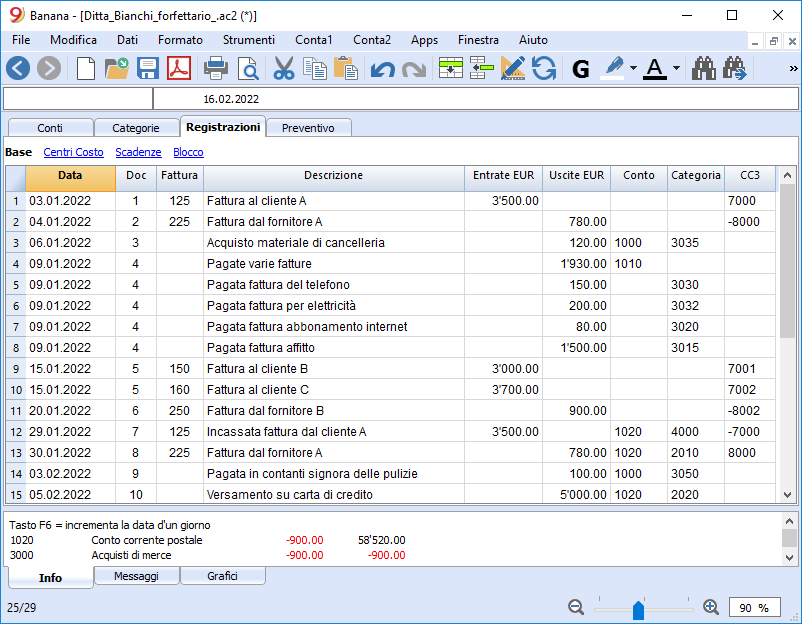 Banana - [Ditta_Bianchi_forfettario_.ac2 (*)]
File Modifica Dati Formato Strumenti Conta1 Conta2 Apps Finestra Aiuto
G A »
16.02.2022
Conti Categorie Registrazioni Preventivo
Base Centri Costo Scadenze Blocco
Data Doc Fattura Descrizione Entrate EUR Uscite EUR Conto Categoria CC3
1 03.01.2022 1 125 Fattura al cliente A 3'500.00 7000
2 04.01.2022 2 225 Fattura dal fornitore A 780.00 -8000
3 06.01.2022 3 Acquisto materiale di cancelleria 120.00 1000 3035
4 09.01.2022 4 Pagate varie fatture 1'930.00 1010
5 09.01.2022 4 Pagata fattura del telefono 150.00 3030
6 09.01.2022 4 Pagata fattura per elettricità 200.00 3032
7 09.01.2022 4 Pagata fattura abbonamento internet 80.00 3020
8 09.01.2022 4 Pagata fattura affitto 1'500.00 3015
9 15.01.2022 5 150 Fattura al cliente B 3'000.00 7001
10 15.01.2022 5 160 Fattura al cliente C 3'700.00 7002
11 20.01.2022 6 250 Fattura dal fornitore B 900.00 -8002
12 29.01.2022 7 125 Incassata fattura dal cliente A 3'500.00 1020 4000 -7000
13 30.01.2022 8 225 Fattura dal fornitore A 780.00 1020 2010 8000
14 03.02.2022 9 Pagata in contanti signora delle pulizie 100.00 1000 3050
15 05.02.2022 10 Versamento su carta di credito 5'000.00 1020 2020
Tasto F6 = incrementa la data d'un giorno
1020 Conto corrente postale -900.00 58'520.00
3000 Acquisti di merce -900.00 -900.00
Info Messaggi Grafici
25/29 90 %